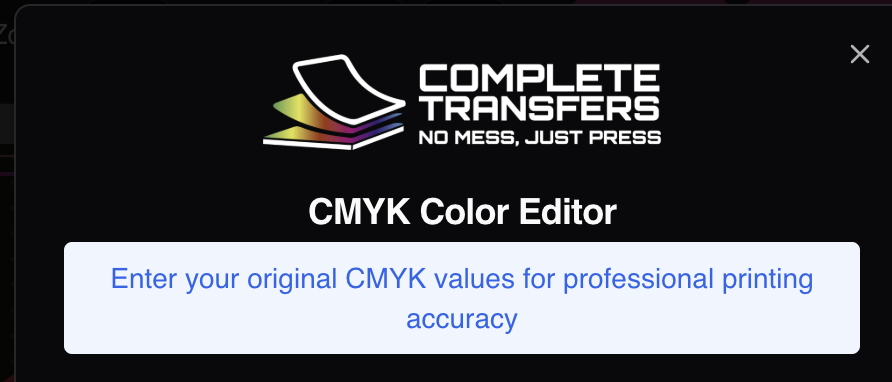 Zo
COMPLETE
TRANSFERS
NO MESS, JUST PRESS
CMYK Color Editor
Enter your original CMYK values for professional printing
accuracy